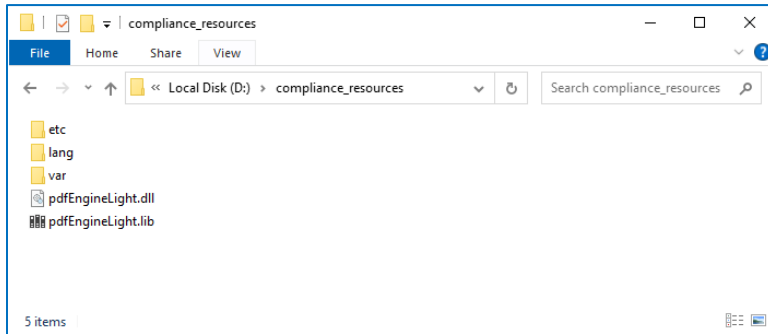 compliance_resources
File Home Share View
« Local Disk (D:) › compliance_resources Search compliance_resources
etc
lang
var
pdfEngineLight.dll
pdfEngineLight.lib
5 items